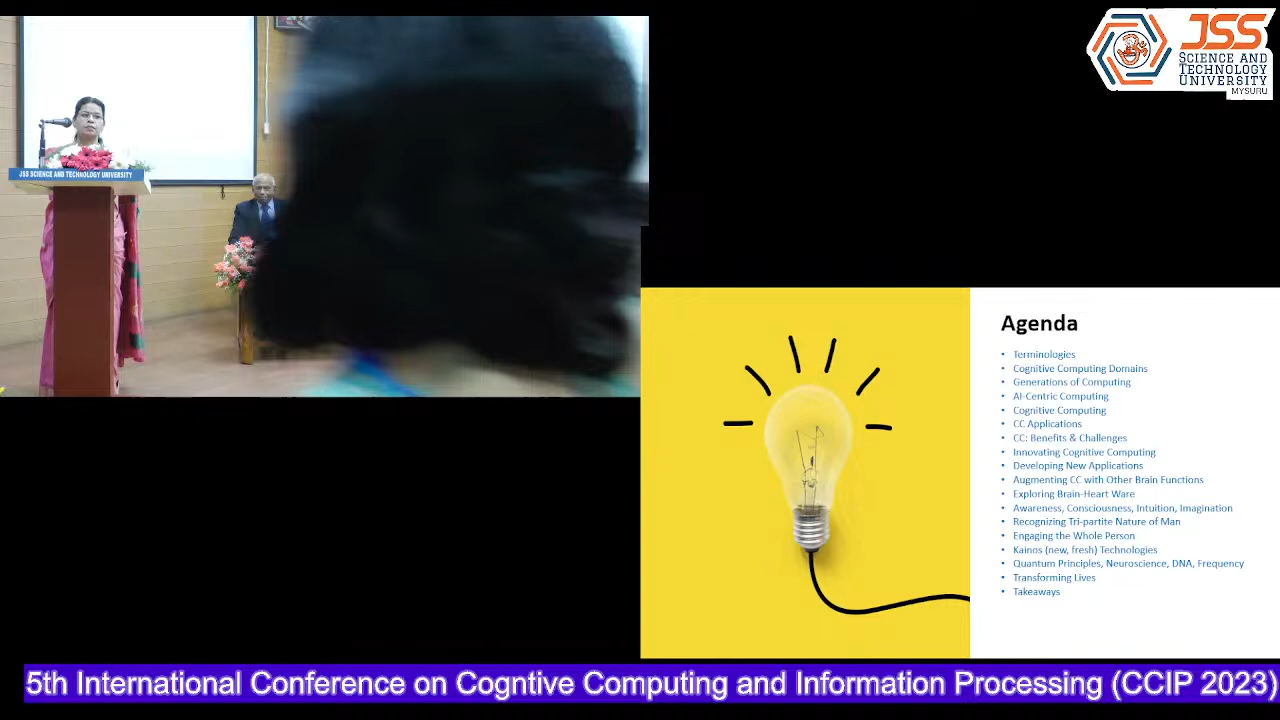 JSS
SCIENCE AND
TECHNOLOGY
UNIVERSITY
MYSURU
JSS SCIENCE AND TECHNOLOGY UNIVERSITY
Agenda
• Terminologies
• Cognitive Computing Domains
• Generations of Computing
• AI-Centric Computing
• Cognitive Computing
• CC Applications
• CC: Benefits & Challenges
• Innovating Cognitive Computing
• Developing New Applications
• Augmenting CC with Other Brain Functions
• Exploring Brain-Heart Ware
• Awareness, Consciousness, Intuition, Imagination
• Recognizing Tri-partite Nature of Man
• Engaging the Whole Person
• Kainos (new, fresh) Technologies
• Quantum Principles, Neuroscience, DNA, Frequency
• Transforming Lives
• Takeaways
5th International Conference on Cogntive Computing and Information Processing (CCIP 2023)